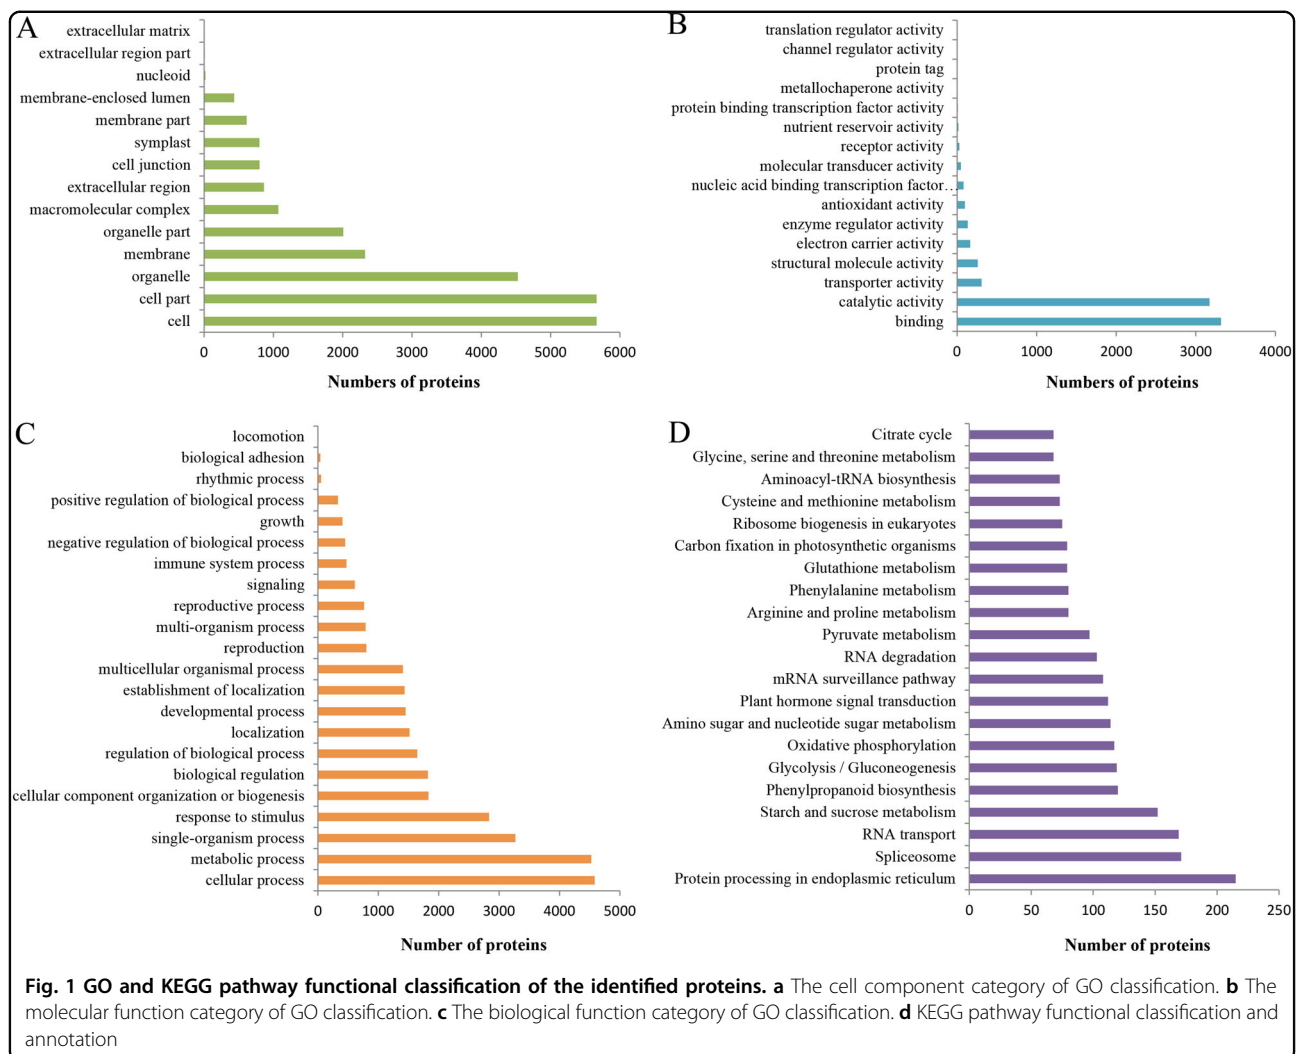 A
extracellular matrix
extracellular region part
nucleoid
membrane-enclosed lumen
membrane part
symplast
cell junction
extracellular region
macromolecular complex
organelle part
membrane
organelle
cell part
cell
0 1000 2000 3000 4000 5000 6000
Numbers of proteins
B
translation regulator activity
channel regulator activity
protein tag
metallochaperone activity
protein binding transcription factor activity
nutrient reservoir activity
receptor activity
molecular transducer activity
nucleic acid binding transcription factor…
antioxidant activity
enzyme regulator activity
electron carrier activity
structural molecule activity
transporter activity
catalytic activity
binding
0 1000 2000 3000 4000
Numbers of proteins
C
locomotion
biological adhesion
rhythmic process
positive regulation of biological process
growth
negative regulation of biological process
immune system process
signaling
reproductive process
multi-organism process
reproduction
multicellular organismal process
establishment of localization
developmental process
localization
regulation of biological process
biological regulation
cellular component organization or biogenesis
response to stimulus
single-organism process
metabolic process
cellular process
0 1000 2000 3000 4000 5000
Number of proteins
D
Citrate cycle
Glycine, serine and threonine metabolism
Aminoacyl-tRNA biosynthesis
Cysteine and methionine metabolism
Ribosome biogenesis in eukaryotes
Carbon fixation in photosynthetic organisms
Glutathione metabolism
Phenylalanine metabolism
Arginine and proline metabolism
Pyruvate metabolism
RNA degradation
mRNA surveillance pathway
Plant hormone signal transduction
Amino sugar and nucleotide sugar metabolism
Oxidative phosphorylation
Glycolysis / Gluconeogenesis
Phenylpropanoid biosynthesis
Starch and sucrose metabolism
RNA transport
Spliceosome
Protein processing in endoplasmic reticulum
0 50 100 150 200 250
Number of proteins
Fig. 1 GO and KEGG pathway functional classification of the identified proteins. a The cell component category of GO classification. b The
molecular function category of GO classification. c The biological function category of GO classification. d KEGG pathway functional classification and
annotation